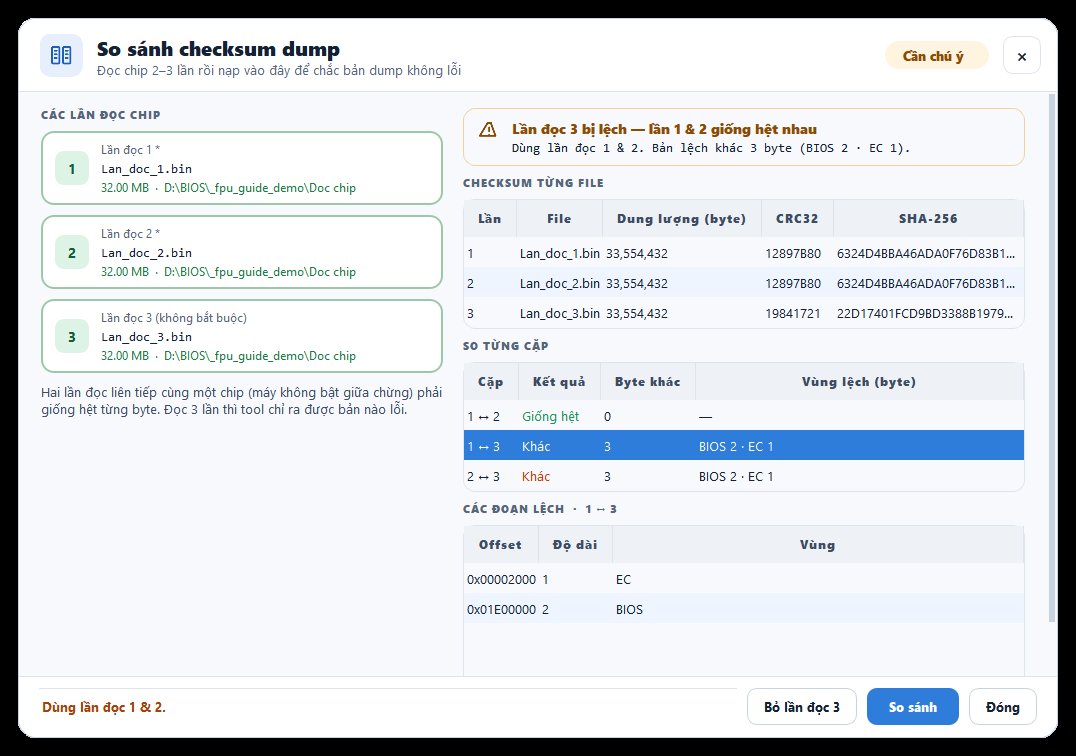 So sánh checksum dump
Đọc chip 2–3 lần rồi nạp vào đây để chắc bản dump không lỗi
Cần chú ý
×
CÁC LẦN ĐỌC CHIP
1
Lần đọc 1 *
Lan_doc_1.bin
32.00 MB · D:\BIOS\_fpu_guide_demo\Doc chip
2
Lần đọc 2 *
Lan_doc_2.bin
32.00 MB · D:\BIOS\_fpu_guide_demo\Doc chip
3
Lần đọc 3 (không bắt buộc)
Lan_doc_3.bin
32.00 MB · D:\BIOS\_fpu_guide_demo\Doc chip
Hai lần đọc liên tiếp cùng một chip (máy không bật giữa chừng) phải
giống hệt từng byte. Đọc 3 lần thì tool chỉ ra được bản nào lỗi.
Lần đọc 3 bị lệch — lần 1 & 2 giống hệt nhau
Dùng lần đọc 1 & 2. Bản lệch khác 3 byte (BIOS 2 · EC 1).
CHECKSUM TỪNG FILE
Lần File Dung lượng (byte) CRC32 SHA-256
1 Lan_doc_1.bin 33,554,432 12897B80 6324D4BBA46ADA0F76D83B1...
2 Lan_doc_2.bin 33,554,432 12897B80 6324D4BBA46ADA0F76D83B1...
3 Lan_doc_3.bin 33,554,432 19841721 22D17401FCD9BD3388B1979...
SO TỪNG CẶP
Cặp Kết quả Byte khác Vùng lệch (byte)
1 ↔ 2 Giống hệt 0 —
1 ↔ 3 Khác 3 BIOS 2 · EC 1
2 ↔ 3 Khác 3 BIOS 2 · EC 1
CÁC ĐOẠN LỆCH · 1 ↔ 3
Offset Độ dài Vùng
0x00002000 1 EC
0x01E00000 2 BIOS
Dùng lần đọc 1 & 2.
Bỏ lần đọc 3
So sánh
Đóng